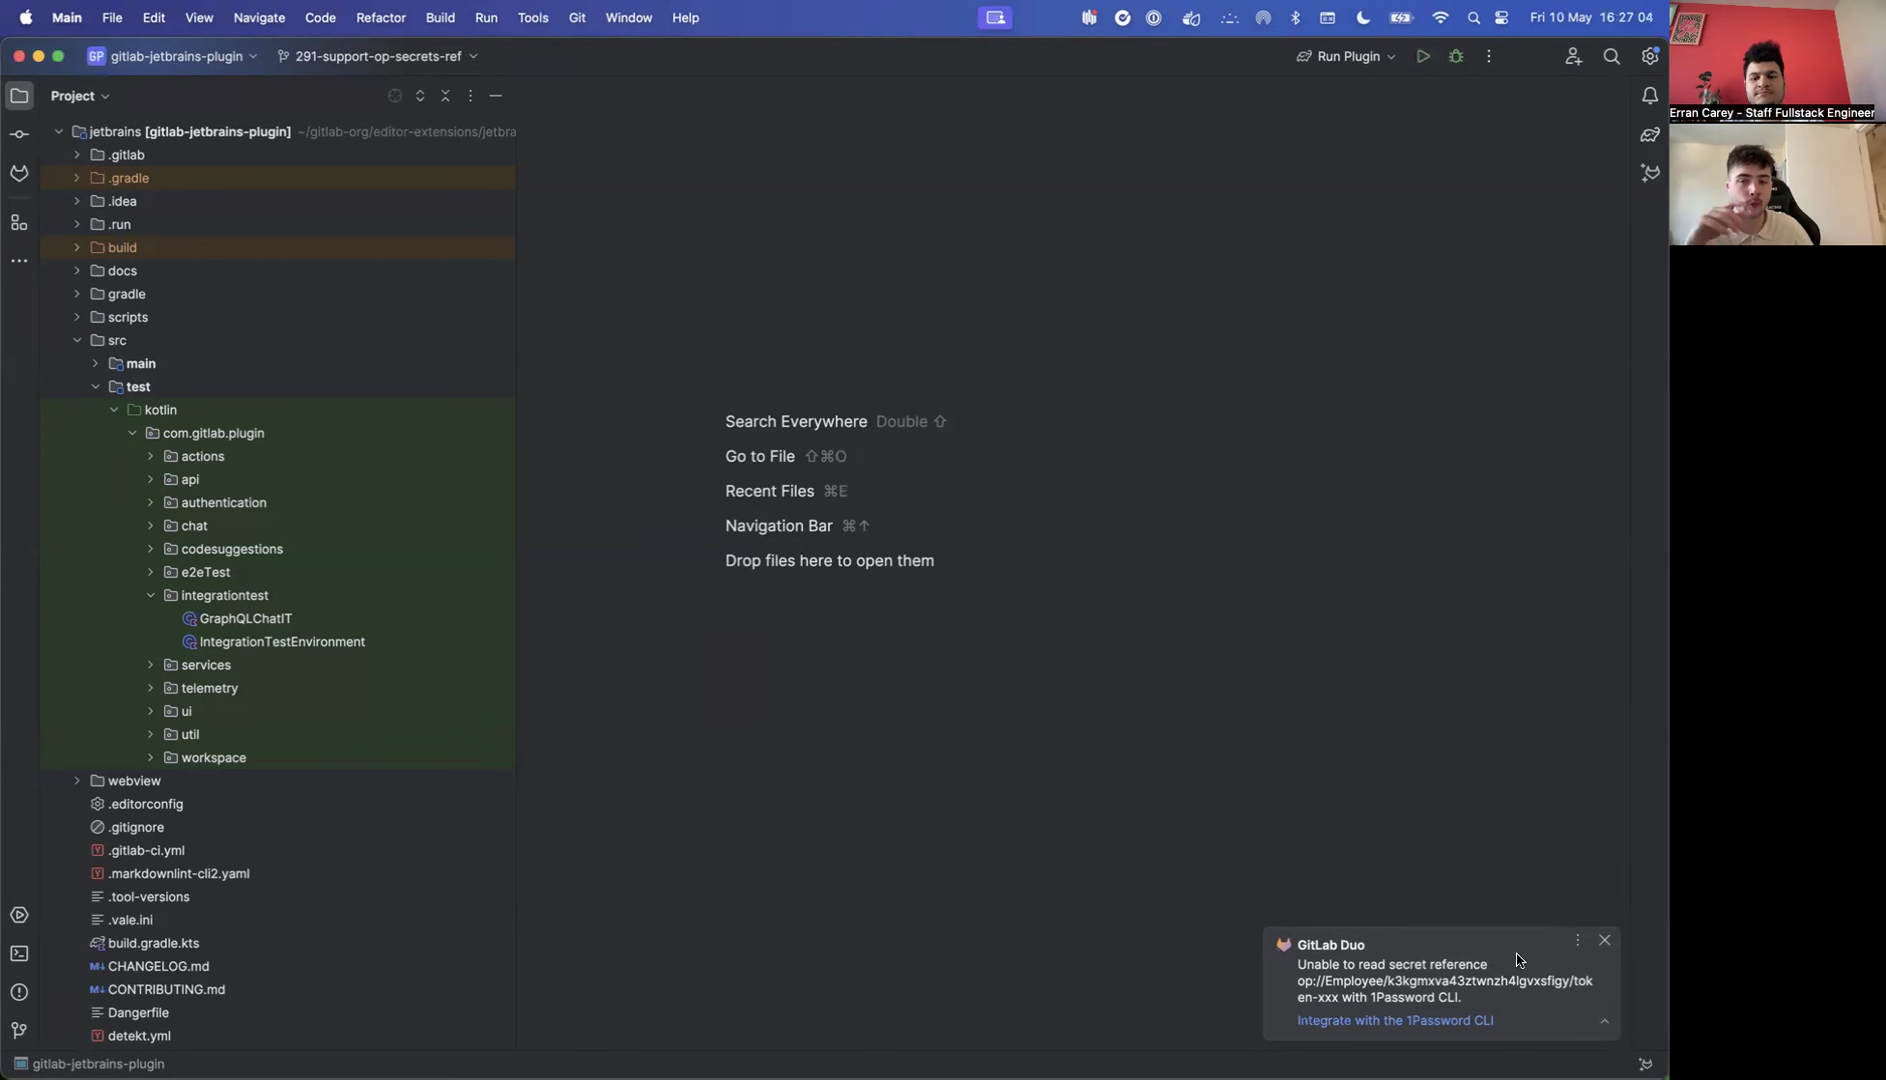 Main File Edit View Navigate Code Refactor Build Run Tools Git Window Help Fri 10 May 16 27 04
GP gitlab-jetbrains-plugin 291-support-op-secrets-ref Run Plugin
Project
jetbrains [gitlab-jetbrains-plugin] ~/gitlab-org/editor-extensions/jetbra
.gitlab
.gradle
.idea
.run
build
docs
gradle
scripts
src
main
test
kotlin
com.gitlab.plugin
actions
api
authentication
chat
codesuggestions
e2eTest
integrationtest
GraphQLChatIT
IntegrationTestEnvironment
services
telemetry
ui
util
workspace
webview
.editorconfig
.gitignore
.gitlab-ci.yml
.markdownlint-cli2.yaml
.tool-versions
.vale.ini
build.gradle.kts
CHANGELOG.md
CONTRIBUTING.md
Dangerfile
detekt.yml
gitlab-jetbrains-plugin
Search Everywhere Double ⇧
Go to File ⇧⌘O
Recent Files ⌘E
Navigation Bar ⌘↑
Drop files here to open them
GitLab Duo
Unable to read secret reference
op://Employee/k3kgmxva43ztwnzh4lgvxsfigy/tok
en-xxx with 1Password CLI.
Integrate with the 1Password CLI
Erran Carey - Staff Fullstack Engineer